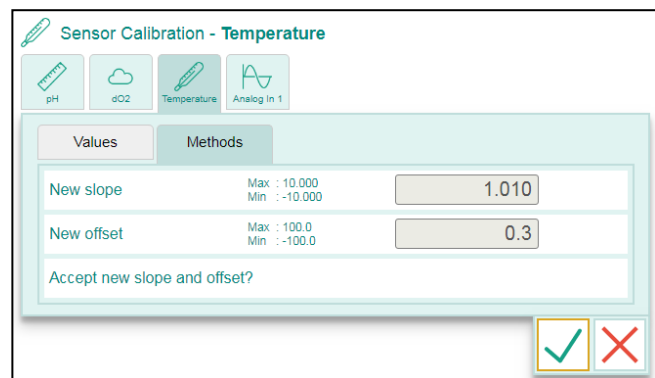 Sensor Calibration - Temperature
pH
dO2
Temperature
Analog In 1
Values
Methods
New slope
Max : 10.000
Min : -10.000
1.010
New offset
Max : 100.0
Min : -100.0
0.3
Accept new slope and offset?